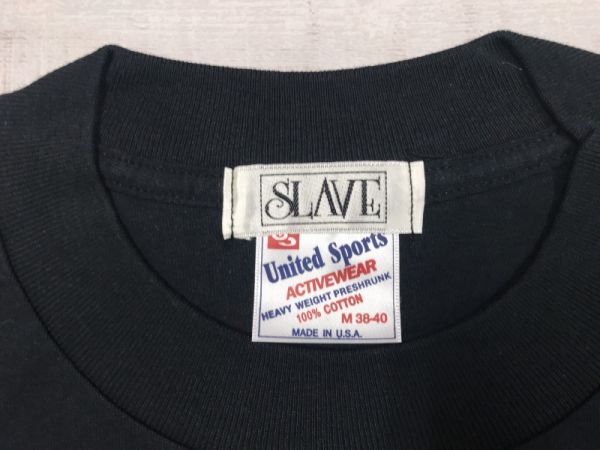 SLAVE
United Sports
ACTIVEWEAR
HEAVY WEIGHT PRESHRUNK
100% COTTON
M 38-40
MADE IN U.S.A.